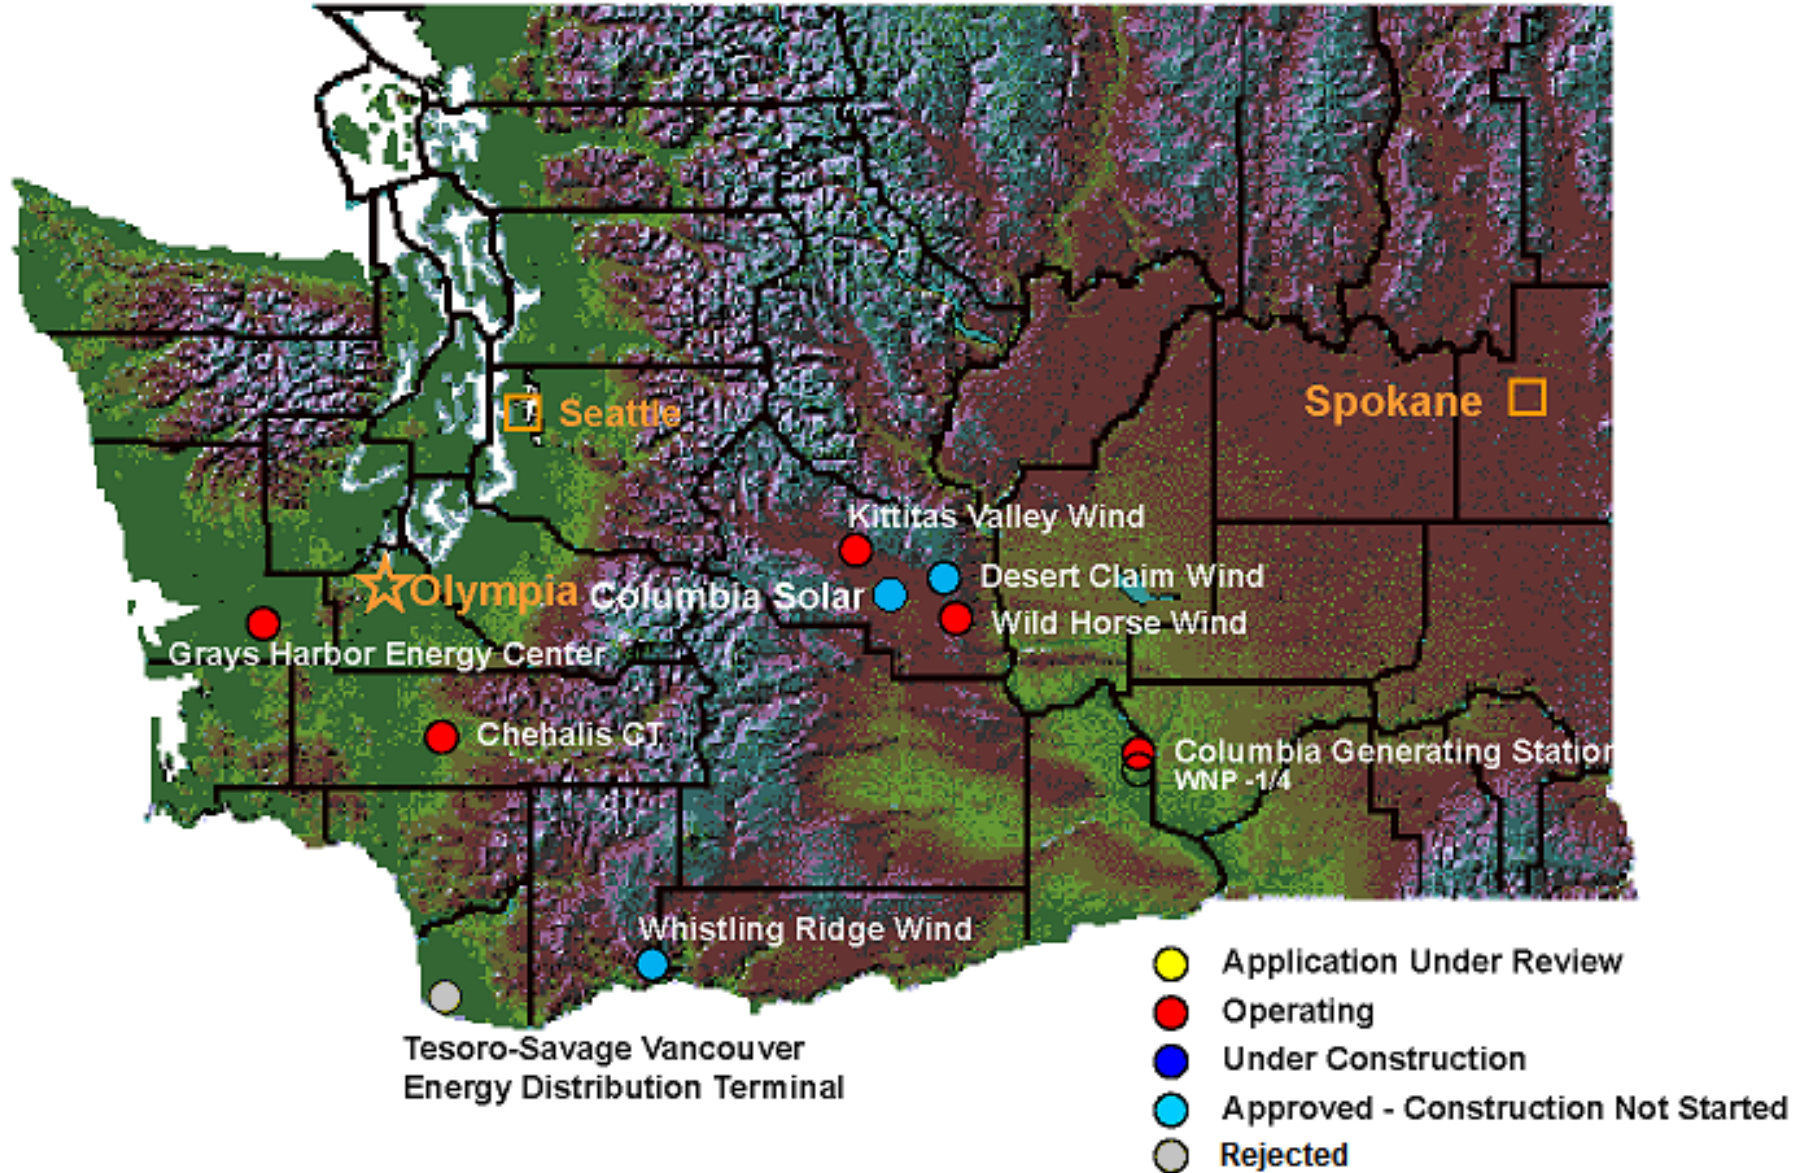 Seattle
Spokane
Kittitas Valley Wind
Desert Claim Wind
Olympia
Columbia Solar
Wild Horse Wind
Grays Harbor Energy Center
Chehalis CT
Columbia Generating Station
WNP -1/4
Whistling Ridge Wind
Tesoro-Savage Vancouver
Energy Distribution Terminal
Application Under Review
Operating
Under Construction
Approved - Construction Not Started
Rejected